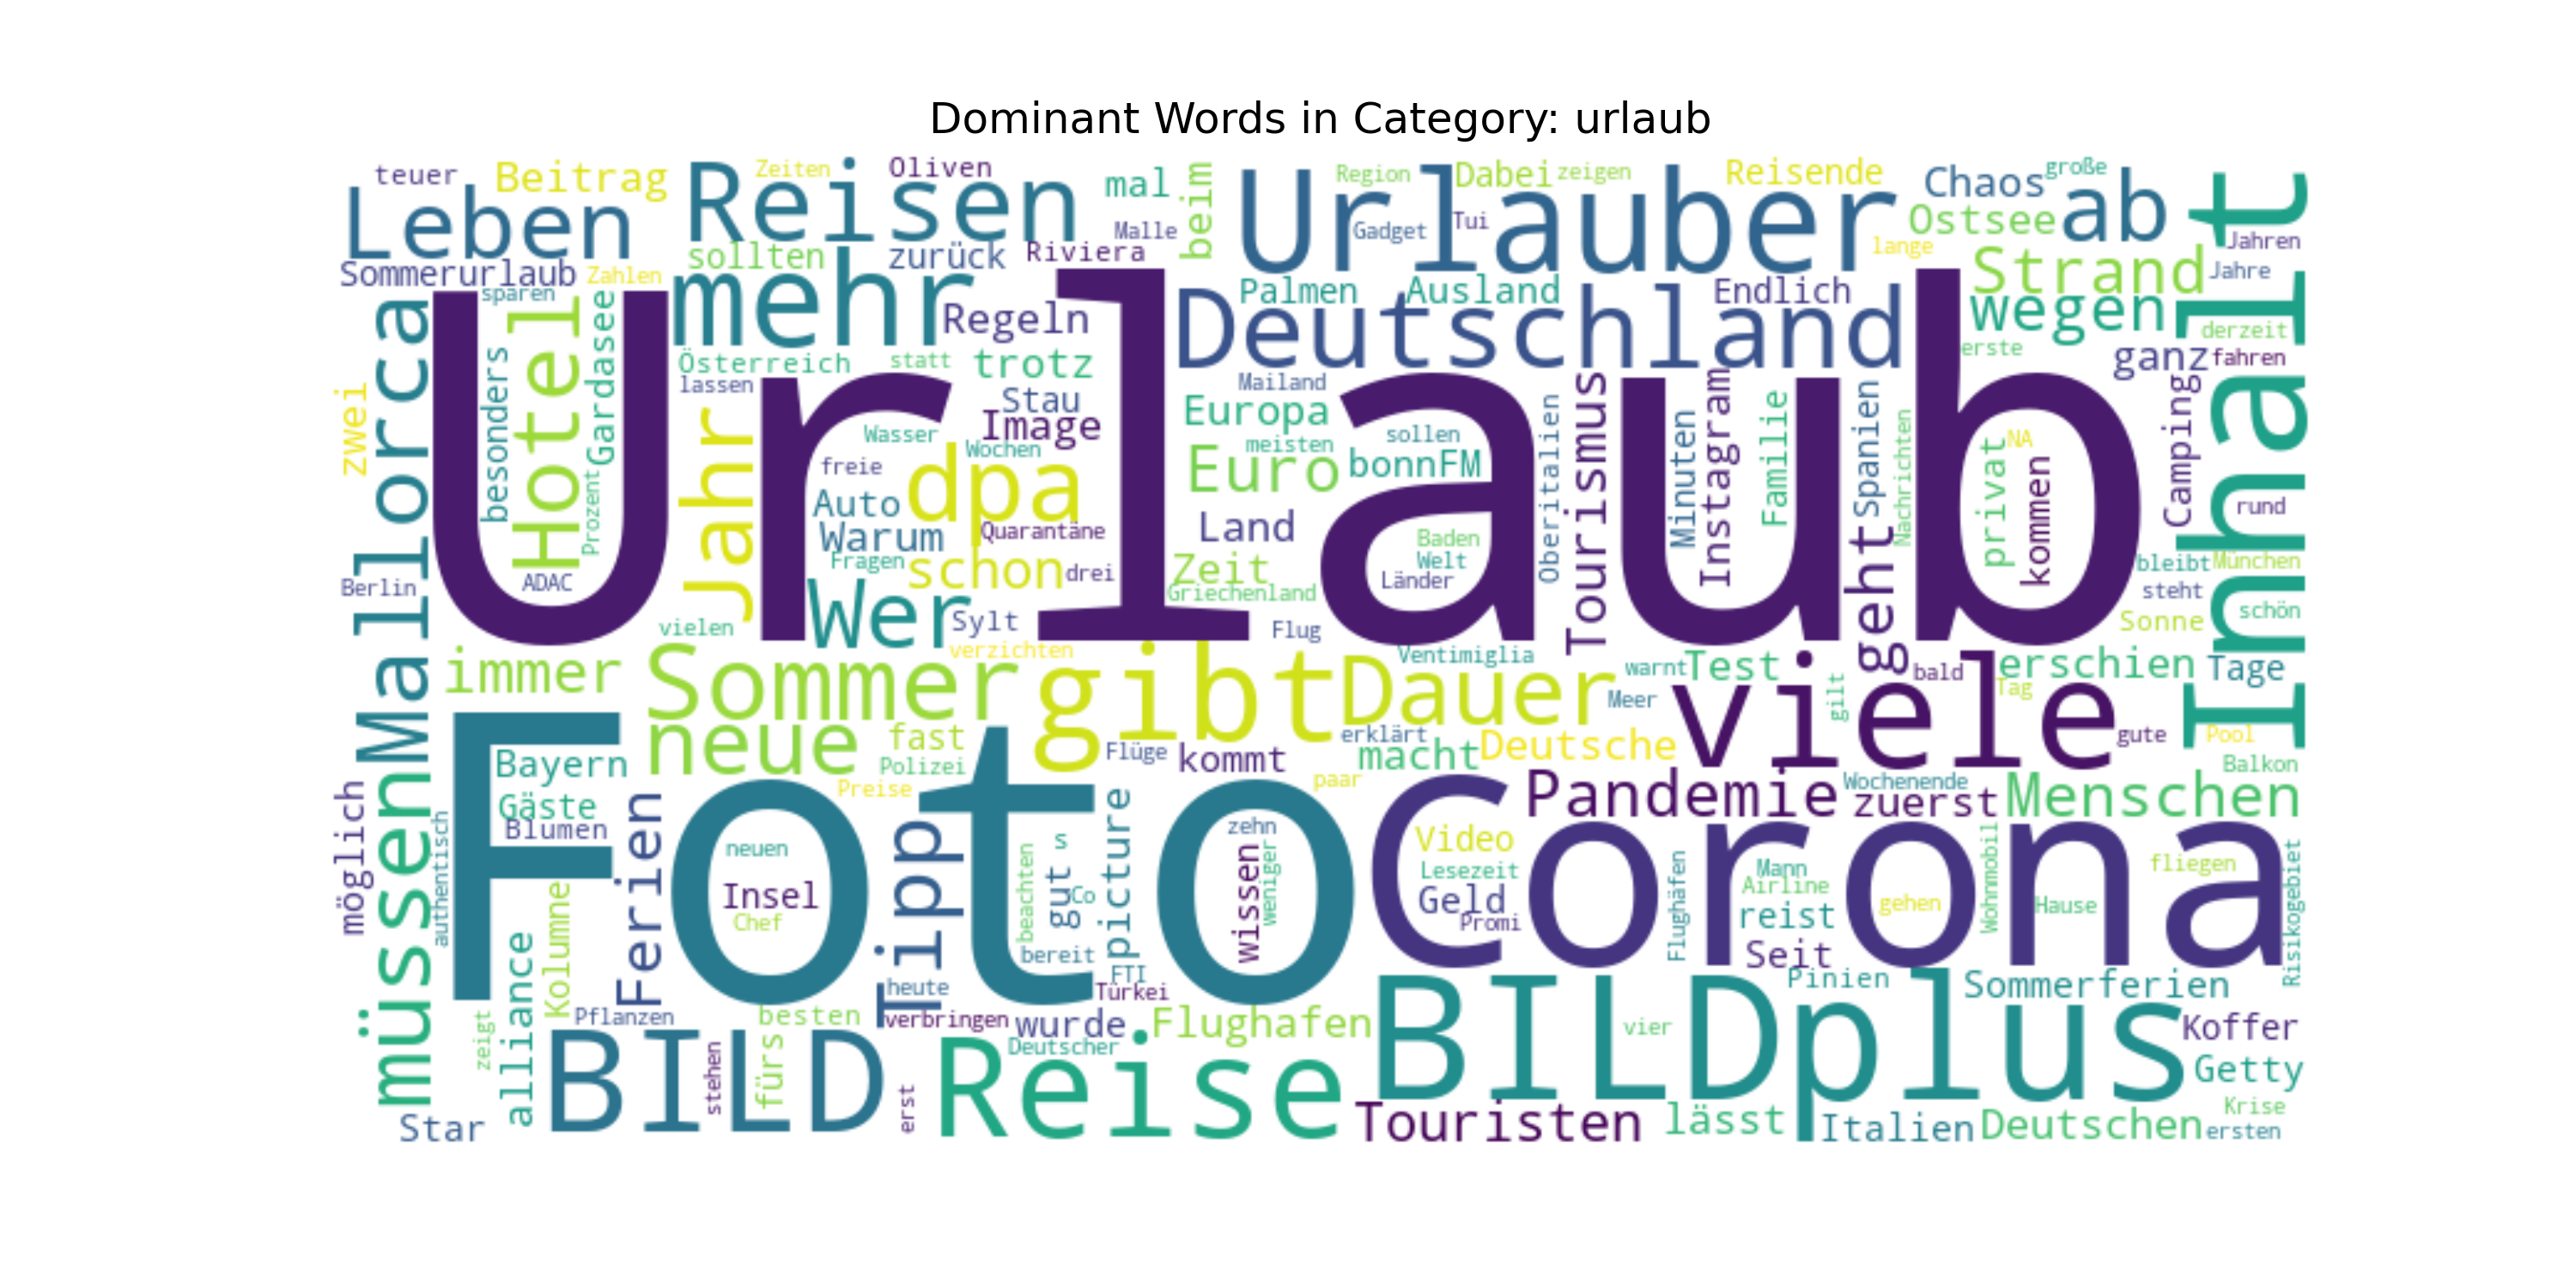 Dominant Words in Category: urlaub
teuer
Beitrag
Reisen
Zeiten
Oliven
mal
beim
Urlauber
Region
Dabei
zeigen
Reisende
Chaos
große
ab
Inhalt
Leben
Malle
Gadget
Tui
Ostsee
lange
Jahren
Sommerurlaub
Zahlen
sollten
zurück
Riviera
Strand
Jahre
sparen
mehr
Regeln
Palmen
Ausland
Endlich
Deutschland
wegen
derzeit
Mallorca
Urlaub
Hotel
Gardasee
besonders
Österreich
statt
trotz
erste
ganz
fahren
zwei
lassen
Stau
Mailand
Tourismus
Instagram
Spanien
Camping
Jahr
Image
Europa
Oberitalien
Minuten
Familie
Nachrichten
privat
NA
kommen
Wasser
Wochen
meisten
sollen
freie
dpa
Euro
bonnFM
Prozent
Auto
Warum
Quarantäne
Land
Baden
rund
Fragen
schon
drei
Zeit
Welt
Länder
geht
bleibt
München
Berlin
ADAC
Griechenland
steht
Wer
Sylt
Flug
Sonne
schön
vielen
verzichten
Ventimiglia
immer
Sommer
gibt
Dauer
warnt
Test
viele
bald
erschien
Tage
Meer
gilt
Tag
neue
fast
erklärt
Deutsche
gute
Pool
Bayern
Polizei
Flüge
kommt
macht
Balkon
müssen
Foto
Preise
paar
Pandemie
Wochenende
zuerst
Menschen
möglich
Gäste
Blumen
Ferien
Tipp
picture
zehn
Corona
Video
authentisch
neuen
s
wissen
weniger
Lesezeit
Flughäfen
Mann
Airline
Wohnmobil
fliegen
Risikogebiet
Insel
beachten
gut
Co
Geld
Promi
reist
gehen
Hause
Kolumne
Chef
bereit
Seit
alliance
FTI
heute
Türkei
Pinien
Sommerferien
zeigt
Pflanzen
besten
verbringen
wurde
Flughafen
BILDplus
vier
Koffer
BILD
stehen
fürs
Deutscher
Reise
Getty
erst
Star
Touristen
lässt
Italien
Deutschen
Krise
ersten